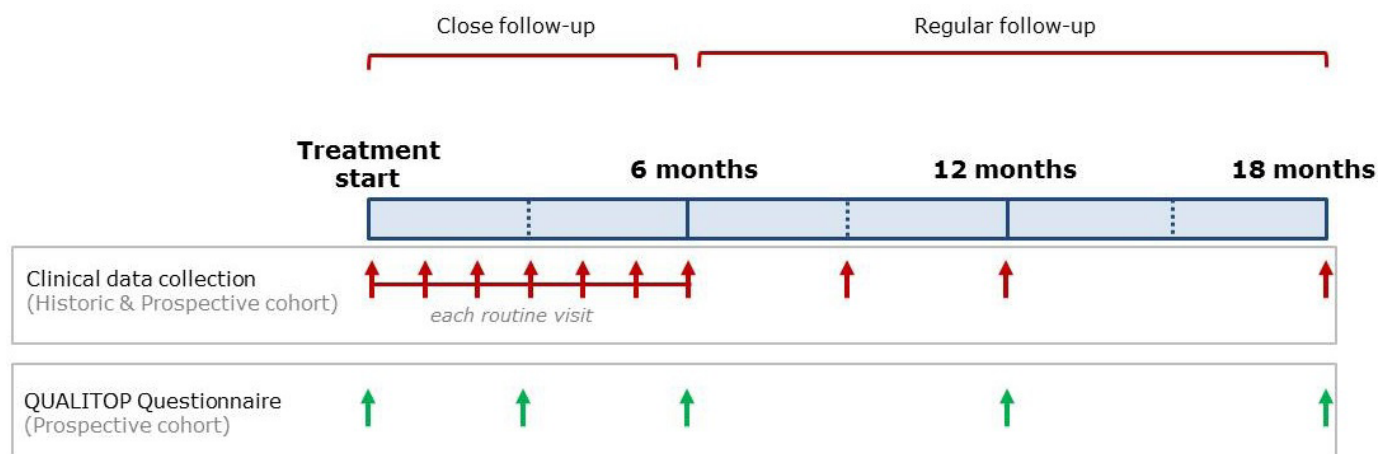 Close follow-up
Regular follow-up
Treatment
start
6 months
12 months
18 months
Clinical data collection
(Historic & Prospective cohort)
each routine visit
QUALITOP Questionnaire
(Prospective cohort)